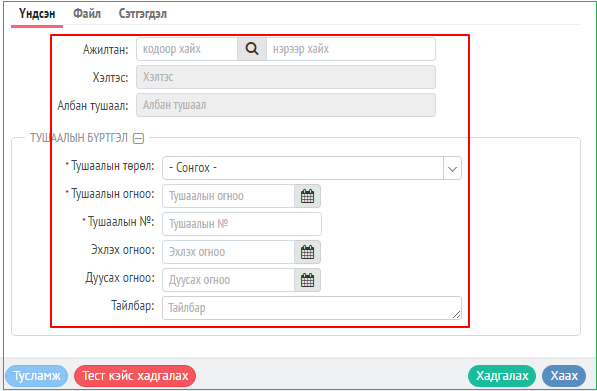 Үндсэн Файл Сэтгэгдэл
Ажилтан: кодоор хайх нэрээр хайх
Хэлтэс: Хэлтэс
Албан тушаал: Албан тушаал
ТУШААЛЫН БҮРТГЭЛ
* Тушаалын төрөл: - Сонгох -
* Тушаалын огноо: Тушаалын огноо
* Тушаалын №: Тушаалын №
Эхлэх огноо: Эхлэх огноо
Дуусах огноо: Дуусах огноо
Тайлбар: Тайлбар
Тусламж Тест кэйс хадгалах Хадгалах Хаах